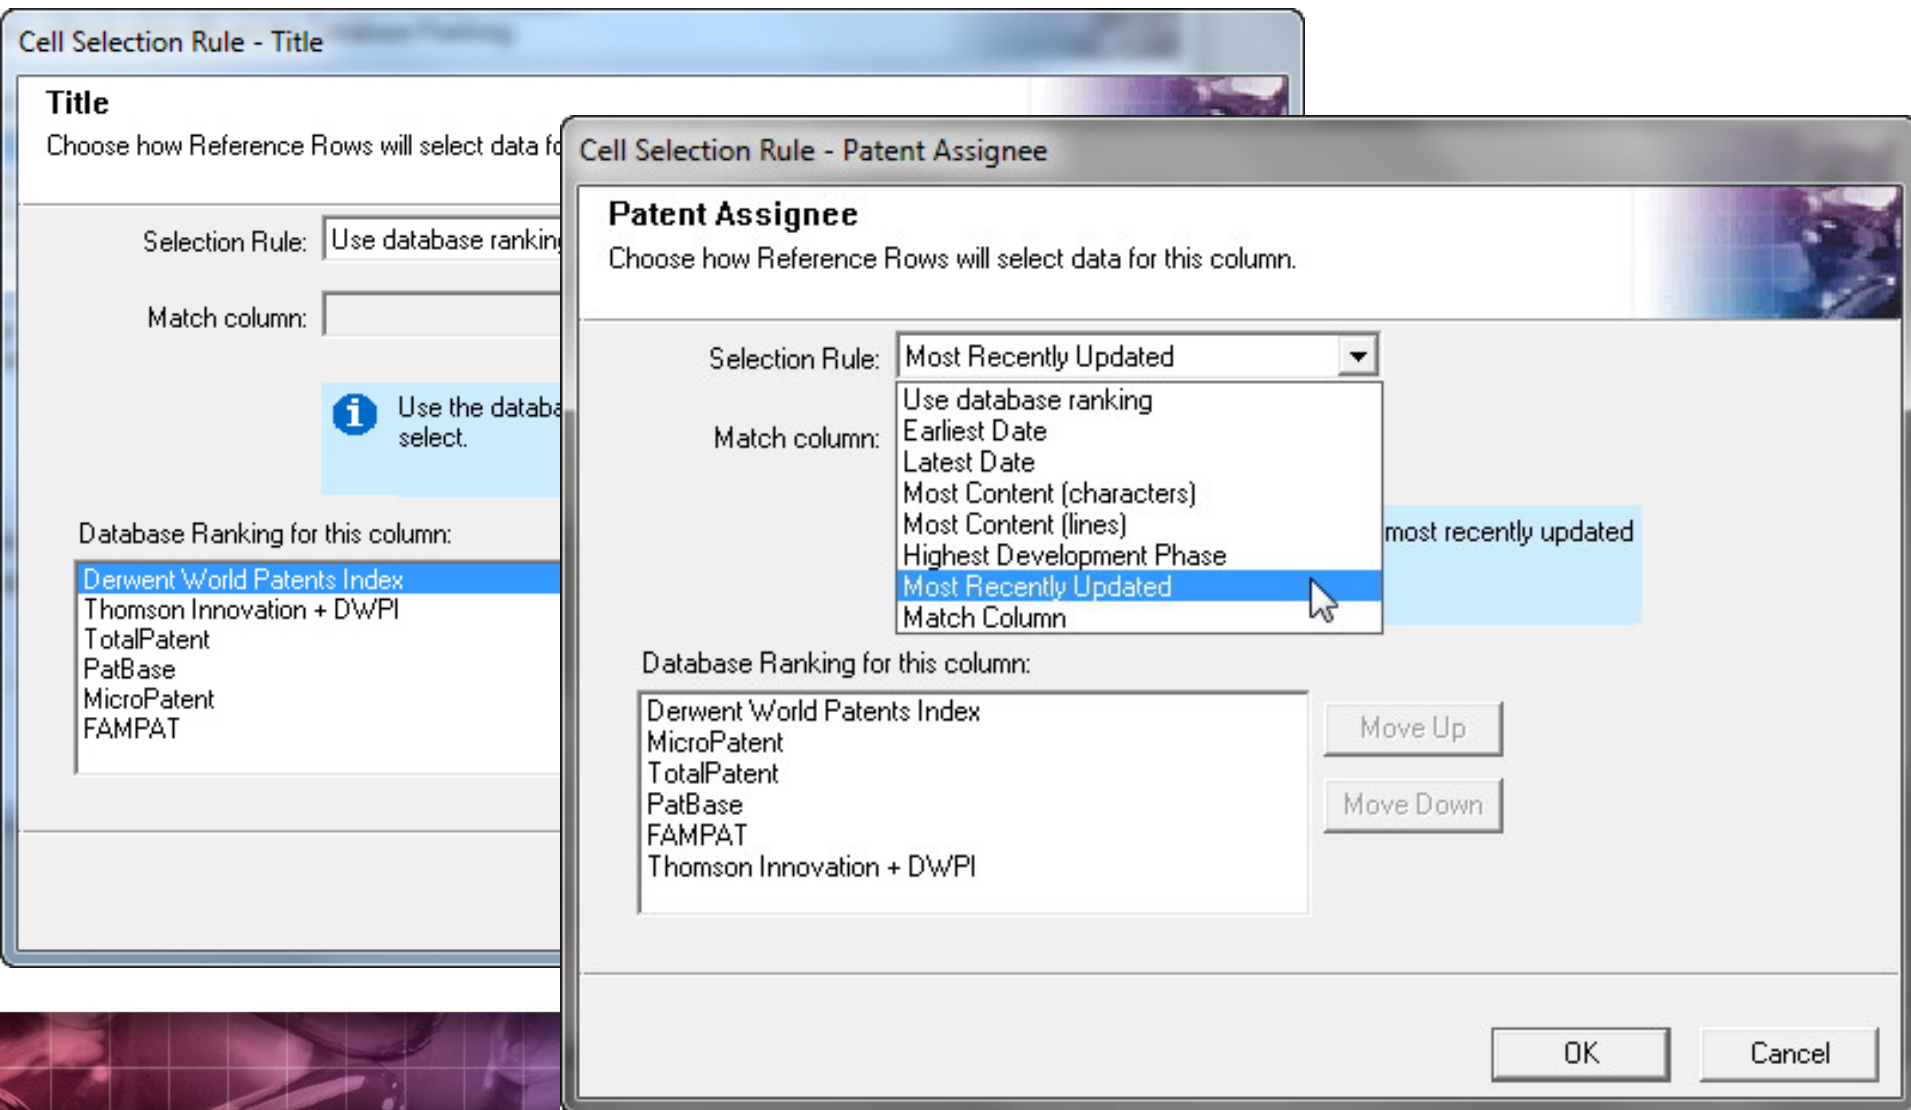 Cell Selection Rule - Title
Title
Choose how Reference Rows will select data fo
Selection Rule:
Use database ranking
Match column:
Use the databa
select.
Database Ranking for this column:
Derwent World Patents Index
Thomson Innovation + DWPI
TotalPatent
PatBase
MicroPatent
FAMPAT
Cell Selection Rule - Patent Assignee
Patent Assignee
Choose how Reference Rows will select data for this column.
Selection Rule:
Most Recently Updated
Use database ranking
Earliest Date
Latest Date
Most Content (characters)
Most Content (lines)
Highest Development Phase
Most Recently Updated
Match Column
Match column:
most recently updated
Database Ranking for this column:
Derwent World Patents Index
MicroPatent
TotalPatent
PatBase
FAMPAT
Thomson Innovation + DWPI
Move Up
Move Down
OK
Cancel